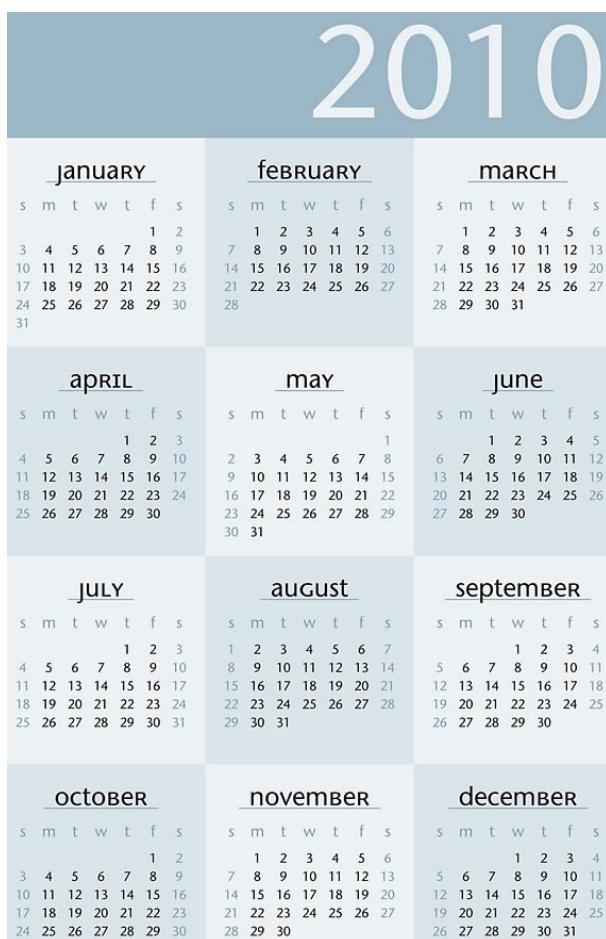 2010
january
s m t w t f s
1 2
3 4 5 6 7 8 9
10 11 12 13 14 15 16
17 18 19 20 21 22 23
24 25 26 27 28 29 30
31
february
s m t w t f s
1 2 3 4 5 6
7 8 9 10 11 12 13
14 15 16 17 18 19 20
21 22 23 24 25 26 27
28
march
s m t w t f s
1 2 3 4 5 6
7 8 9 10 11 12 13
14 15 16 17 18 19 20
21 22 23 24 25 26 27
28 29 30 31
april
s m t w t f s
1 2 3
4 5 6 7 8 9 10
11 12 13 14 15 16 17
18 19 20 21 22 23 24
25 26 27 28 29 30
may
s m t w t f s
1
2 3 4 5 6 7 8
9 10 11 12 13 14 15
16 17 18 19 20 21 22
23 24 25 26 27 28 29
30 31
june
s m t w t f s
1 2 3 4 5
6 7 8 9 10 11 12
13 14 15 16 17 18 19
20 21 22 23 24 25 26
27 28 29 30
july
s m t w t f s
1 2 3
4 5 6 7 8 9 10
11 12 13 14 15 16 17
18 19 20 21 22 23 24
25 26 27 28 29 30 31
august
s m t w t f s
1 2 3 4 5 6 7
8 9 10 11 12 13 14
15 16 17 18 19 20 21
22 23 24 25 26 27 28
29 30 31
september
s m t w t f s
1 2 3 4
5 6 7 8 9 10 11
12 13 14 15 16 17 18
19 20 21 22 23 24 25
26 27 28 29 30
october
s m t w t f s
1 2
3 4 5 6 7 8 9
10 11 12 13 14 15 16
17 18 19 20 21 22 23
24 25 26 27 28 29 30
november
s m t w t f s
1 2 3 4 5 6
7 8 9 10 11 12 13
14 15 16 17 18 19 20
21 22 23 24 25 26 27
28 29 30
december
s m t w t f s
1 2 3 4
5 6 7 8 9 10 11
12 13 14 15 16 17 18
19 20 21 22 23 24 25
26 27 28 29 30 31